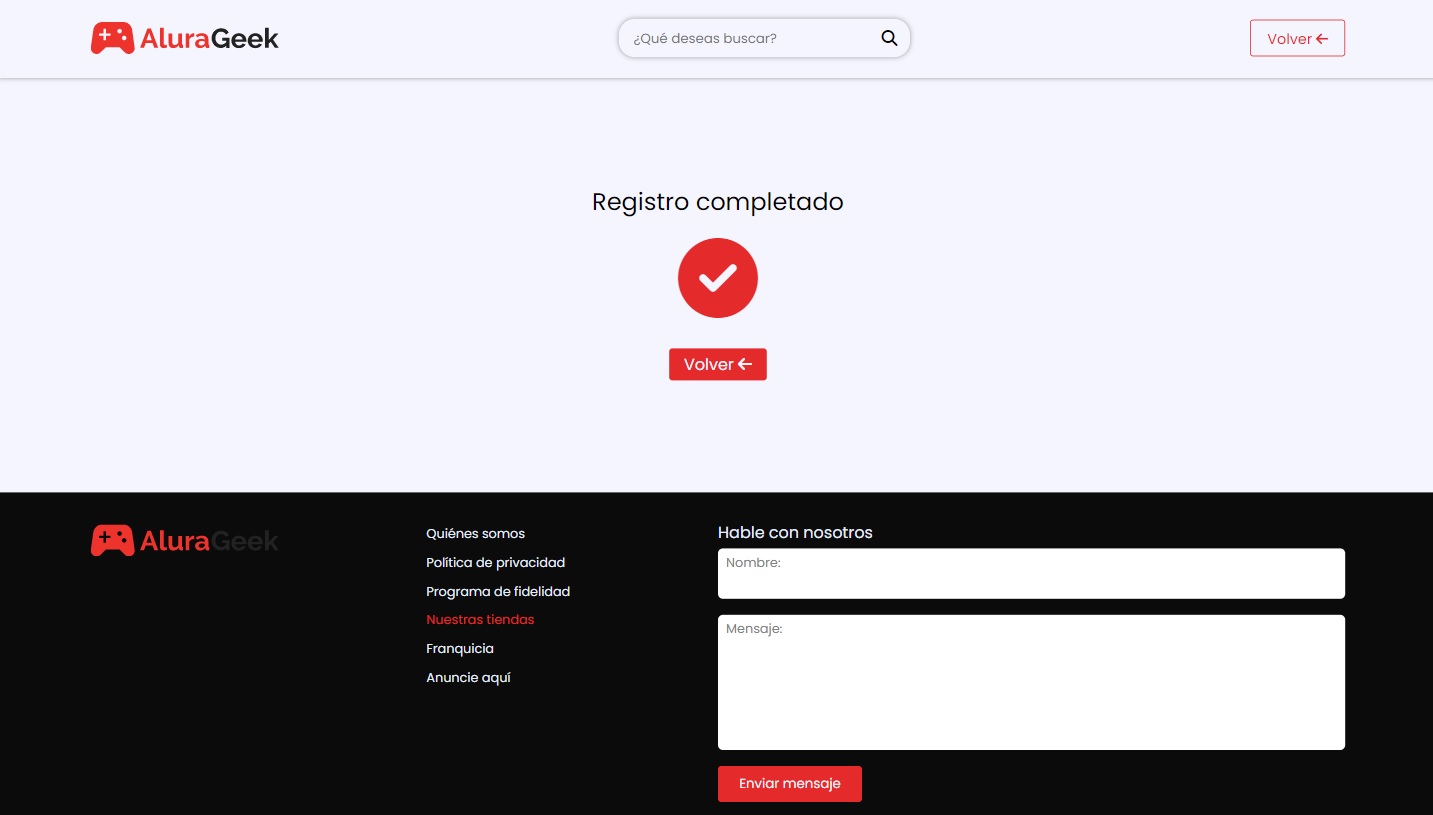 AluraGeek
¿Qué deseas buscar?
Volver
Registro completado
Volver
AluraGeek
Quiénes somos
Política de privacidad
Programa de fidelidad
Nuestras tiendas
Franquicia
Anuncie aquí
Hable con nosotros
Nombre:
Mensaje:
Enviar mensaje